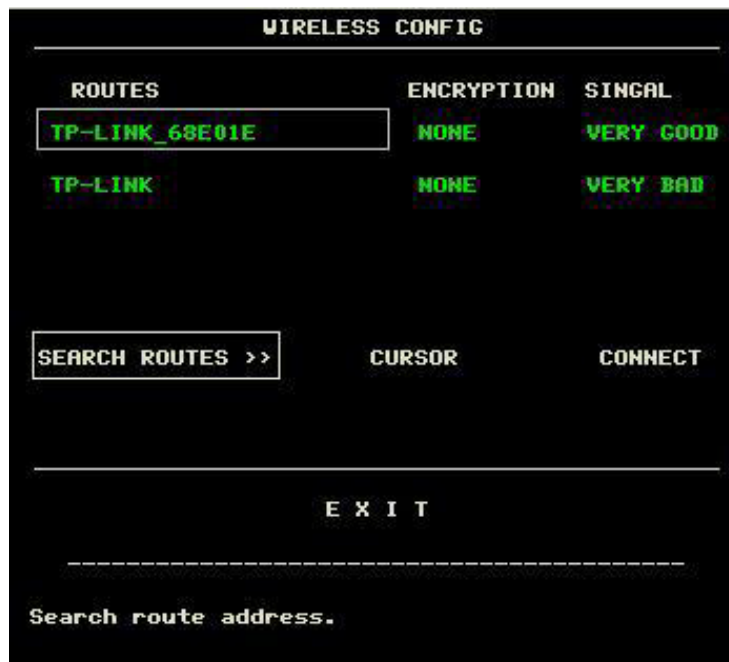 WIRELESS CONFIG
ROUTES ENCRYPTION SINGAL
TP-LINK_68E01E NONE VERY GOOD
TP-LINK NONE VERY BAD
SEARCH ROUTES >> CURSOR CONNECT
E X I T
Search route address.